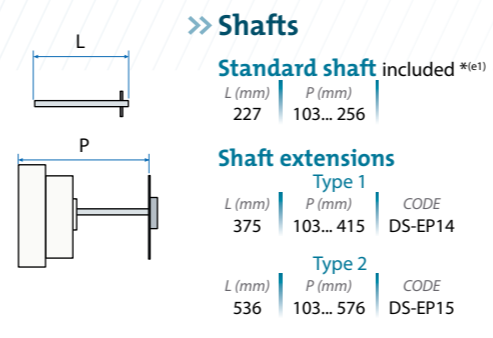 >> Shafts
L
Standard shaft included *(e1)
L (mm) P (mm)
227 103... 256
P
Shaft extensions
Type 1
L (mm) P (mm) CODE
375 103... 415 DS-EP14
Type 2
L (mm) P (mm) CODE
536 103... 576 DS-EP15